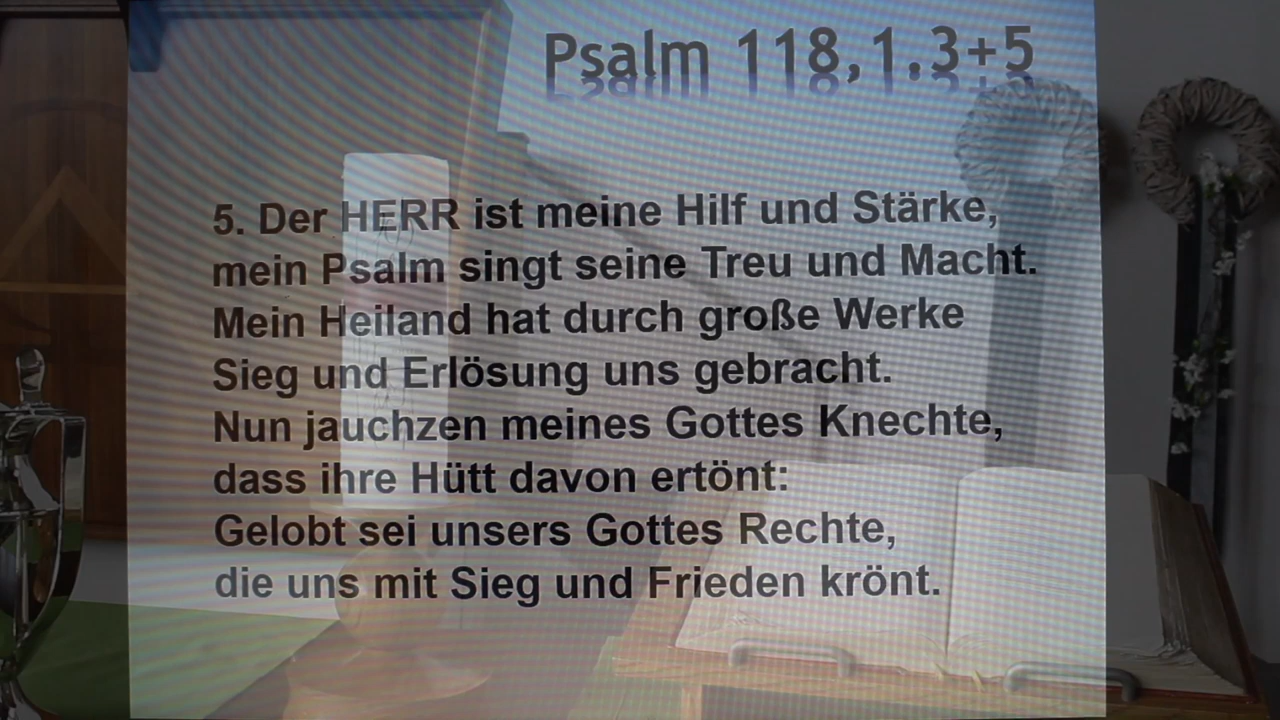 Psalm 118,1.3+5
5. Der HERR ist meine Hilf und Stärke,
mein Psalm singt seine Treu und Macht.
Mein Heiland hat durch große Werke
Sieg und Erlösung uns gebracht.
Nun jauchzen meines Gottes Knechte,
dass ihre Hütt davon ertönt:
Gelobt sei unsers Gottes Rechte,
die uns mit Sieg und Frieden krönt.